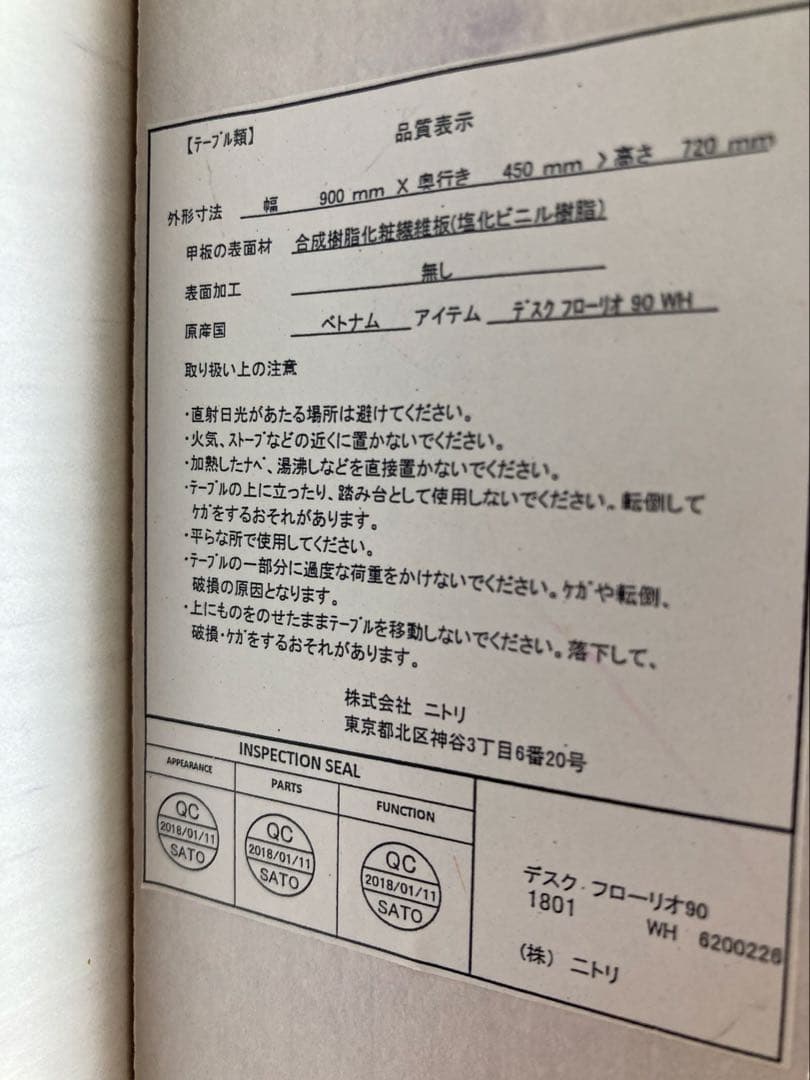 【ﾃｰﾌﾞﾙ類】 品質表示
外形寸法 幅 900 mm X 奥行き 450 mm X 高さ 720 mm
甲板の表面材 合成樹脂化粧繊維板(塩化ビニル樹脂)
表面加工 無し
原産国 ベトナム アイテム デスク フローリオ 90 WH
取り扱い上の注意
・直射日光があたる場所は避けてください。
・火気、ｽﾄｰﾌﾞなどの近くに置かないでください。
・加熱したﾅﾍﾞ、湯沸しなどを直接置かないでください。
・ﾃｰﾌﾞﾙの上に立ったり、踏み台として使用しないでください。転倒して
ｹｶﾞをするおそれがあります。
・平らな所で使用してください。
・ﾃｰﾌﾞﾙの一部分に過度な荷重をかけないでください。ｹｶﾞや転倒、
破損の原因となります。
・上にものをのせたままﾃｰﾌﾞﾙを移動しないでください。落下して、
破損・ｹｶﾞをするおそれがあります。
株式会社 ニトリ
東京都北区神谷3丁目6番20号
INSPECTION SEAL
APPEARANCE PARTS FUNCTION
QC
2018/01/11
SATO
QC
2018/01/11
SATO
QC
2018/01/11
SATO
デスク フローリオ90
1801 WH 6200226
(株) ニトリ